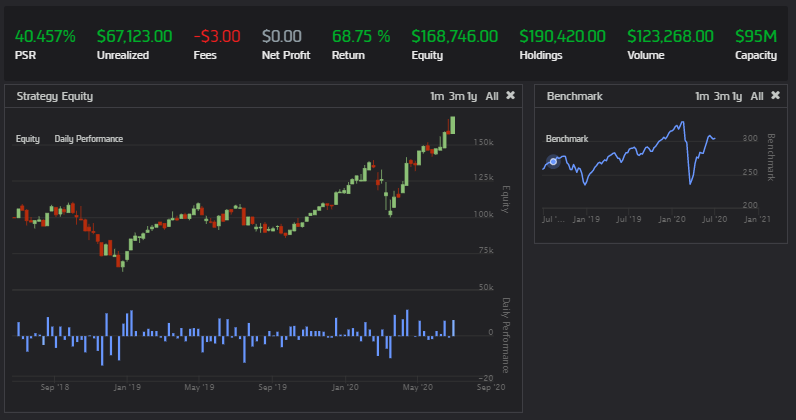 40.457% $67,123.00 -$3.00 $0.00 68.75 % $168,746.00 $190,420.00 $123,268.00 $95M
PSR Unrealized Fees Net Profit Return Equity Holdings Volume Capacity
Strategy Equity 1m 3m 1y All ✖
Equity Daily Performance
150k
125k
100k
75k
50k
Equity
0
-20
Daily Performance
Sep '18 Jan '19 May '19 Sep '19 Jan '20 May '20 Sep '20
Benchmark 1m 3m 1y All ✖
Benchmark
300
250
200
Benchmark
Jul '... Jan '19 Jul '19 Jan '20 Jul '20 Jan '21